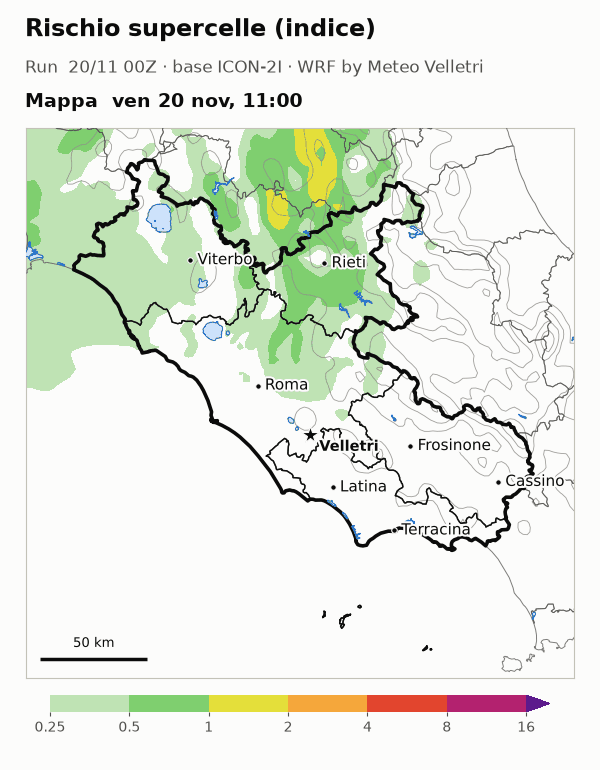 Rischio supercelle (indice)
Run 20/11 00Z · base ICON-2I · WRF by Meteo Velletri
Mappa ven 20 nov, 11:00
Viterbo
Rieti
Roma
Velletri
Frosinone
Latina
Cassino
Terracina
50 km
0.25 0.5 1 2 4 8 16